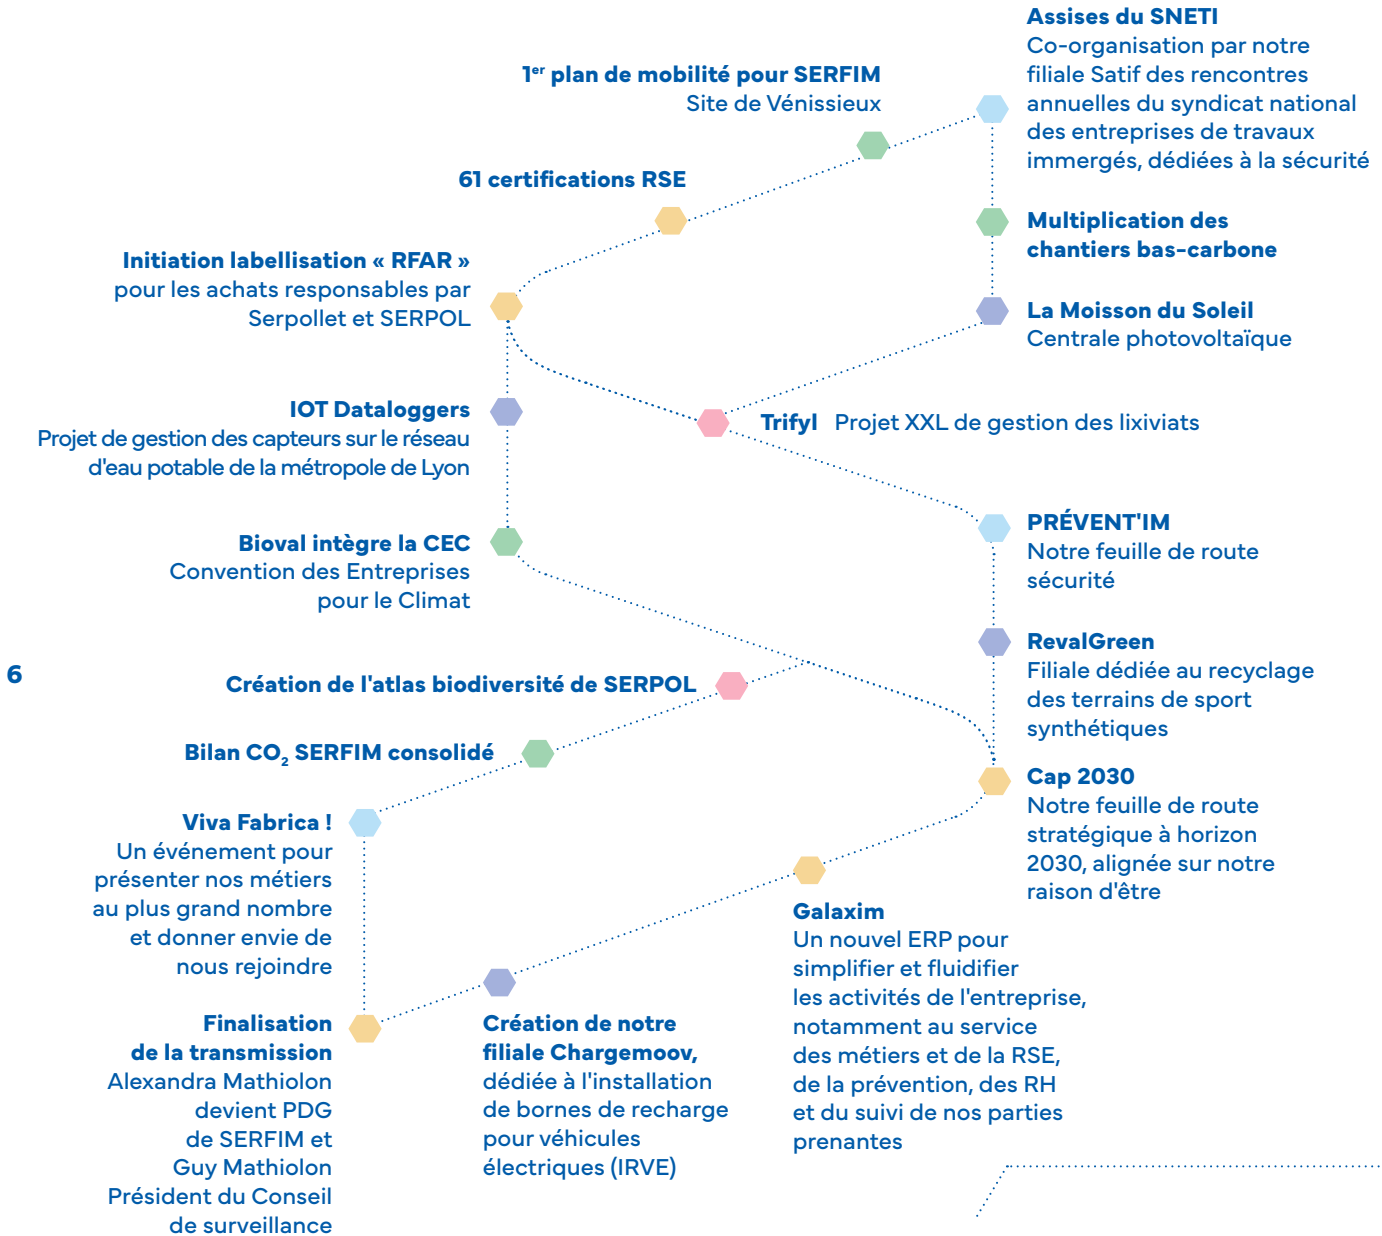 Assises du SNETI
Co-organisation par notre
filiale Satif des rencontres
annuelles du syndicat national
des entreprises de travaux
immergés, dédiées à la sécurité
1er plan de mobilité pour SERFIM
Site de Vénissieux
61 certifications RSE
Multiplication des
chantiers bas-carbone
Initiation labellisation « RFAR »
pour les achats responsables par
Serpollet et SERPOL
La Moisson du Soleil
Centrale photovoltaïque
IOT Dataloggers
Projet de gestion des capteurs sur le réseau
d'eau potable de la métropole de Lyon
Trifyl Projet XXL de gestion des lixiviats
Bioval intègre la CEC
Convention des Entreprises
pour le Climat
PRÉVENT'IM
Notre feuille de route
sécurité
RevalGreen
Filiale dédiée au recyclage
des terrains de sport
synthétiques
6
Création de l'atlas biodiversité de SERPOL
Bilan CO2 SERFIM consolidé
Cap 2030
Notre feuille de route
stratégique à horizon
2030, alignée sur notre
raison d'être
Viva Fabrica !
Un événement pour
présenter nos métiers
au plus grand nombre
et donner envie de
nous rejoindre
Galaxim
Un nouvel ERP pour
simplifier et fluidifier
les activités de l'entreprise,
notamment au service
des métiers et de la RSE,
de la prévention, des RH
et du suivi de nos parties
prenantes
Finalisation
de la transmission
Alexandra Mathiolon
devient PDG
de SERFIM et
Guy Mathiolon
Président du Conseil
de surveillance
Création de notre
filiale Chargemoov,
dédiée à l'installation
de bornes de recharge
pour véhicules
électriques (IRVE)